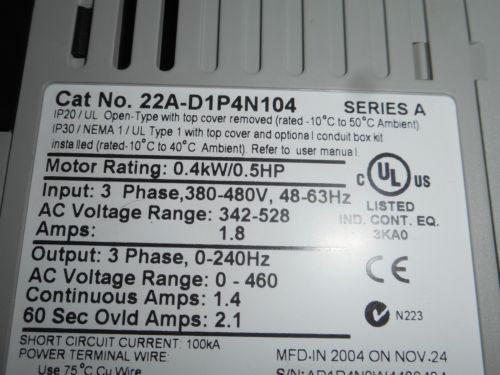 Cat No. 22A-D1P4N104 SERIES A
IP20 / UL Open-Type with top cover removed (rated -10°C to 50°C Ambient)
IP30 / NEMA 1 / UL Type 1 with top cover and optional conduit box kit
installed (rated-10°C to 40°C Ambient). Refer to user manual.
Motor Rating: 0.4kW/0.5HP
Input: 3 Phase,380-480V, 48-63Hz
AC Voltage Range: 342-528
Amps: 1.8
C UL US
LISTED
IND. CONT. EQ.
3KA0
Output: 3 Phase, 0-240Hz
AC Voltage Range: 0 - 460
Continuous Amps: 1.4
60 Sec Ovld Amps: 2.1
CE
N223
SHORT CIRCUIT CURRENT: 100kA
POWER TERMINAL WIRE:
Use 75°C Cu Wire
MFD-IN 2004 ON NOV.24